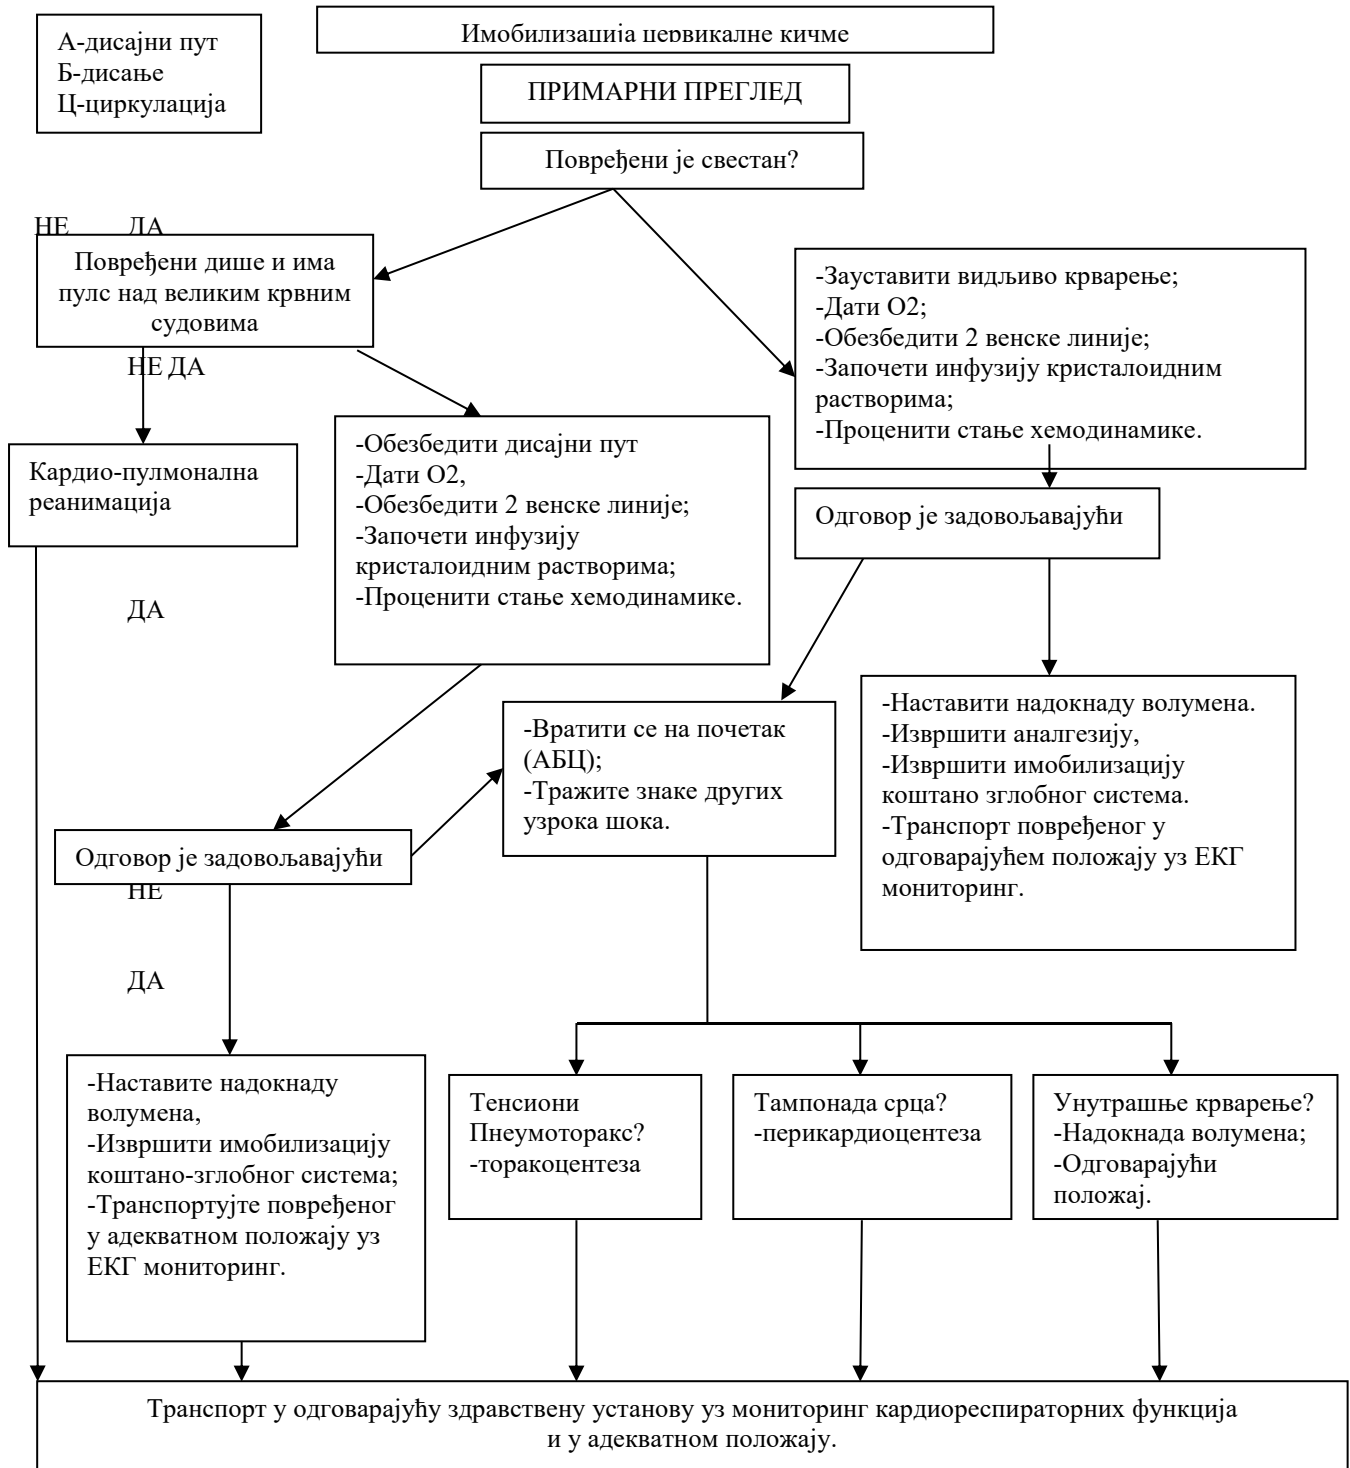 А-дисајни пут
Б-дисање
Ц-циркулација
Имобилизација цервикалне кичме
ПРИМАРНИ ПРЕГЛЕД
Повређени је свестан?
НЕ ДА
Повређени дише и има
пулс над великим крвним
судовима
-Зауставити видљиво крварење;
-Дати О2;
-Обезбедити 2 венске линије;
-Започети инфузију кристалоидним
растворима;
-Проценити стање хемодинамике.
НЕ ДА
Кардио-пулмонална
реанимација
-Обезбедити дисајни пут
-Дати О2,
-Обезбедити 2 венске линије;
-Започети инфузију
кристалоидним растворима;
-Проценити стање хемодинамике.
Одговор је задовољавајући
ДА
-Вратити се на почетак
(АБЦ);
-Тражите знаке других
узрока шока.
-Наставити надокнаду волумена.
-Извршити аналгезију,
-Извршити имобилизацију
коштано зглобног система.
-Транспорт повређеног у
одговарајућем положају уз ЕКГ
мониторинг.
Одговор је задовољавајући
НЕ
ДА
-Наставите надокнаду
волумена,
-Извршити имобилизацију
коштано-зглобног система;
-Транспортујте повређеног
у адекватном положају уз
ЕКГ мониторинг.
Тенсиони
Пнеумоторакс?
-торакоцентеза
Тампонада срца?
-перикардиоцентеза
Унутрашње крварење?
-Надокнада волумена;
-Одговарајући
положај.
Транспорт у одговарајућу здравствену установу уз мониторинг кардиореспираторних функција
и у адекватном положају.